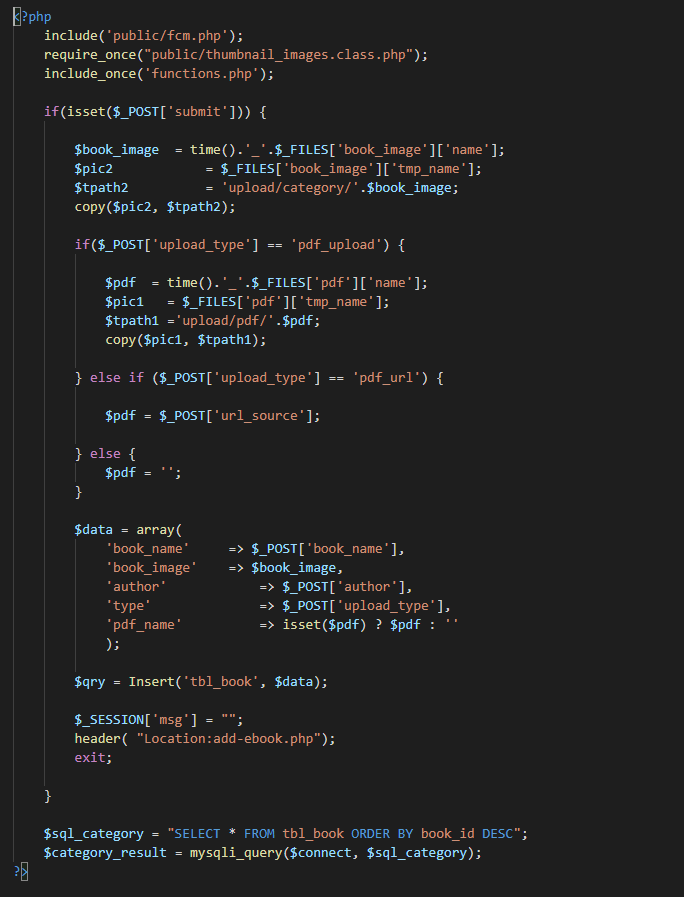 <?php
include('public/fcm.php');
require_once("public/thumbnail_images.class.php");
include_once('functions.php');
if(isset($_POST['submit'])) {
$book_image = time().'_'.$_FILES['book_image']['name'];
$pic2 = $_FILES['book_image']['tmp_name'];
$tpath2 = 'upload/category/'.$book_image;
copy($pic2, $tpath2);
if($_POST['upload_type'] == 'pdf_upload') {
$pdf = time().'_'.$_FILES['pdf']['name'];
$pic1 = $_FILES['pdf']['tmp_name'];
$tpath1 ='upload/pdf/'.$pdf;
copy($pic1, $tpath1);
} else if ($_POST['upload_type'] == 'pdf_url') {
$pdf = $_POST['url_source'];
} else {
$pdf = '';
}
$data = array(
'book_name' => $_POST['book_name'],
'book_image' => $book_image,
'author' => $_POST['author'],
'type' => $_POST['upload_type'],
'pdf_name' => isset($pdf) ? $pdf : ''
);
$qry = Insert('tbl_book', $data);
$_SESSION['msg'] = "";
header( "Location:add-ebook.php");
exit;
}
$sql_category = "SELECT * FROM tbl_book ORDER BY book_id DESC";
$category_result = mysqli_query($connect, $sql_category);
?>